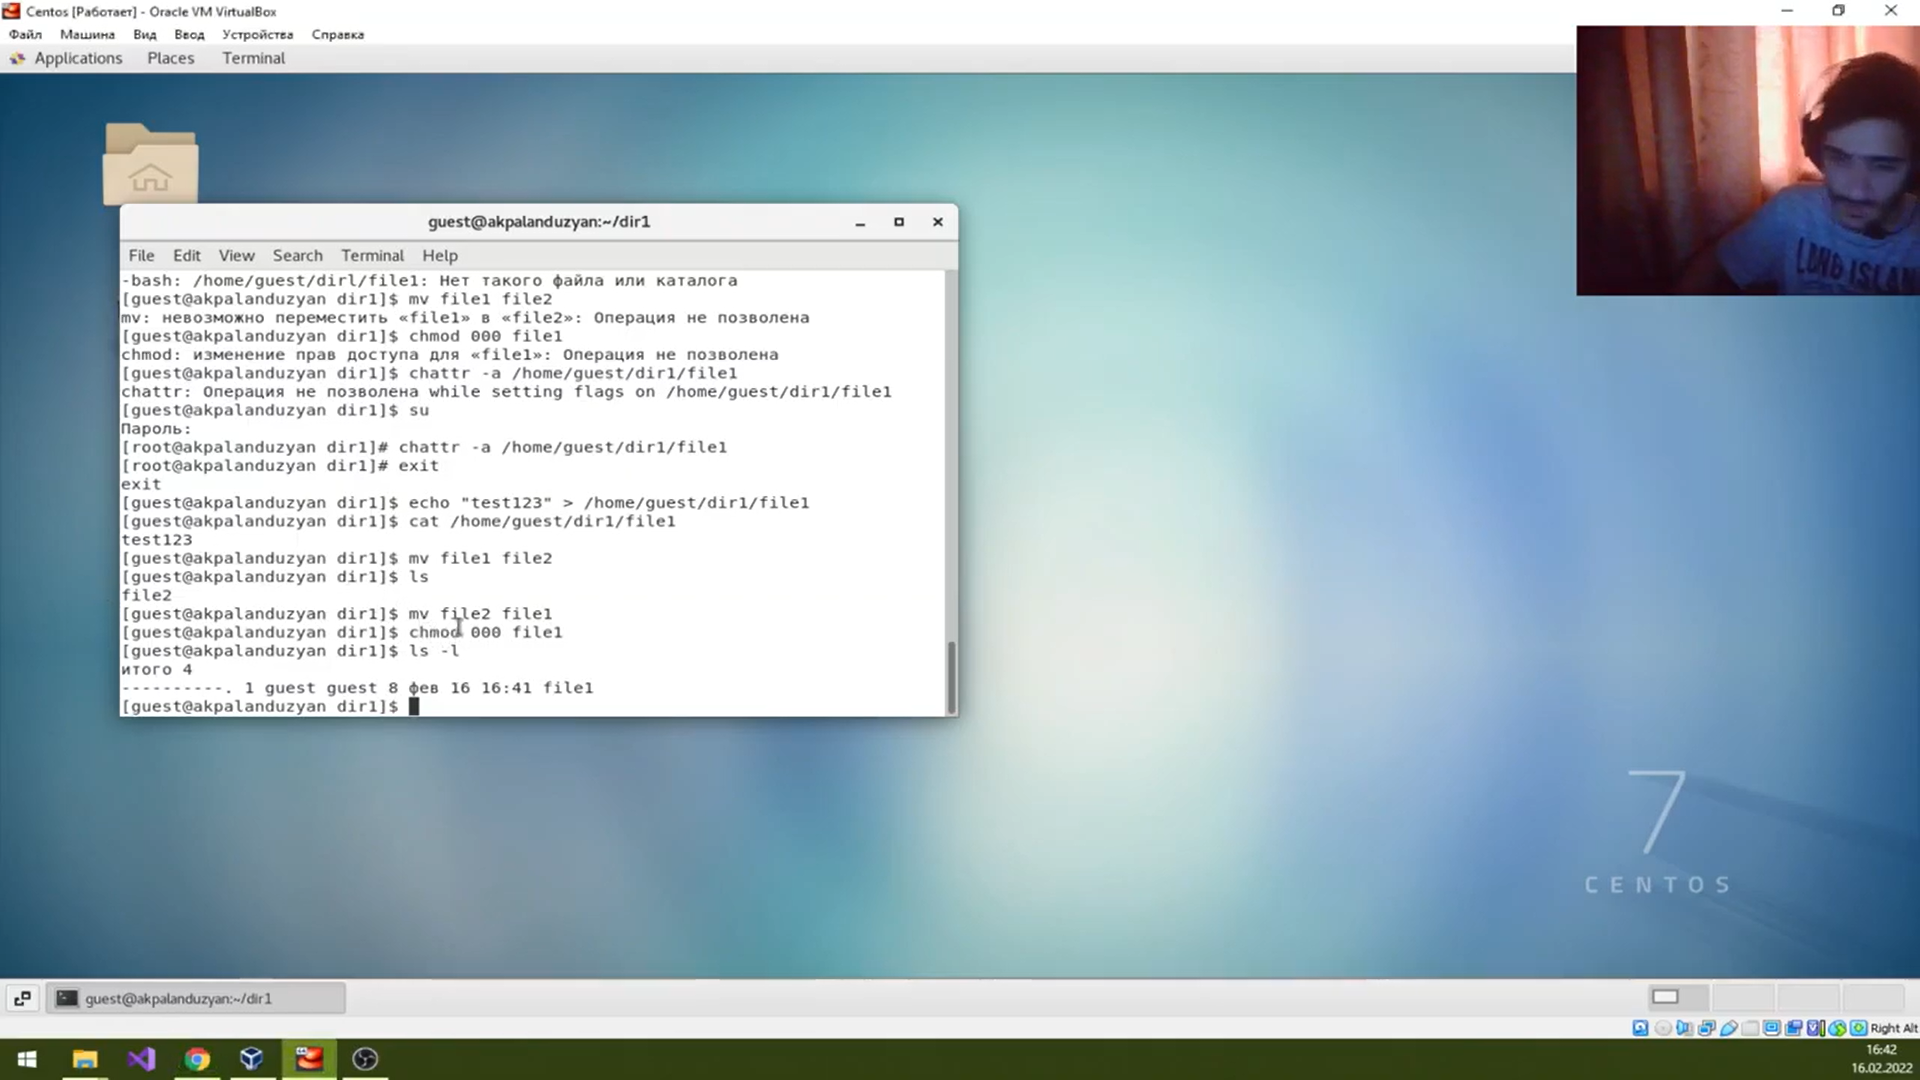 Centos [Работает] - Oracle VM VirtualBox
Файл Машина Вид Ввод Устройства Справка
Applications Places Terminal
guest@akpalanduzyan:~/dir1
File Edit View Search Terminal Help
-bash: /home/guest/dirl/file1: Нет такого файла или каталога
[guest@akpalanduzyan dir1]$ mv file1 file2
mv: невозможно переместить «file1» в «file2»: Операция не позволена
[guest@akpalanduzyan dir1]$ chmod 000 file1
chmod: изменение прав доступа для «file1»: Операция не позволена
[guest@akpalanduzyan dir1]$ chattr -a /home/guest/dir1/file1
chattr: Операция не позволена while setting flags on /home/guest/dir1/file1
[guest@akpalanduzyan dir1]$ su
Пароль:
[root@akpalanduzyan dir1]# chattr -a /home/guest/dir1/file1
[root@akpalanduzyan dir1]# exit
exit
[guest@akpalanduzyan dir1]$ echo "test123" > /home/guest/dir1/file1
[guest@akpalanduzyan dir1]$ cat /home/guest/dir1/file1
test123
[guest@akpalanduzyan dir1]$ mv file1 file2
[guest@akpalanduzyan dir1]$ ls
file2
[guest@akpalanduzyan dir1]$ mv file2 file1
[guest@akpalanduzyan dir1]$ chmod 000 file1
[guest@akpalanduzyan dir1]$ ls -l
итого 4
----------. 1 guest guest 8 фев 16 16:41 file1
[guest@akpalanduzyan dir1]$
LONG ISLAN
7
CENTOS
guest@akpalanduzyan:~/dir1
Right Alt
16:42
16.02.2022